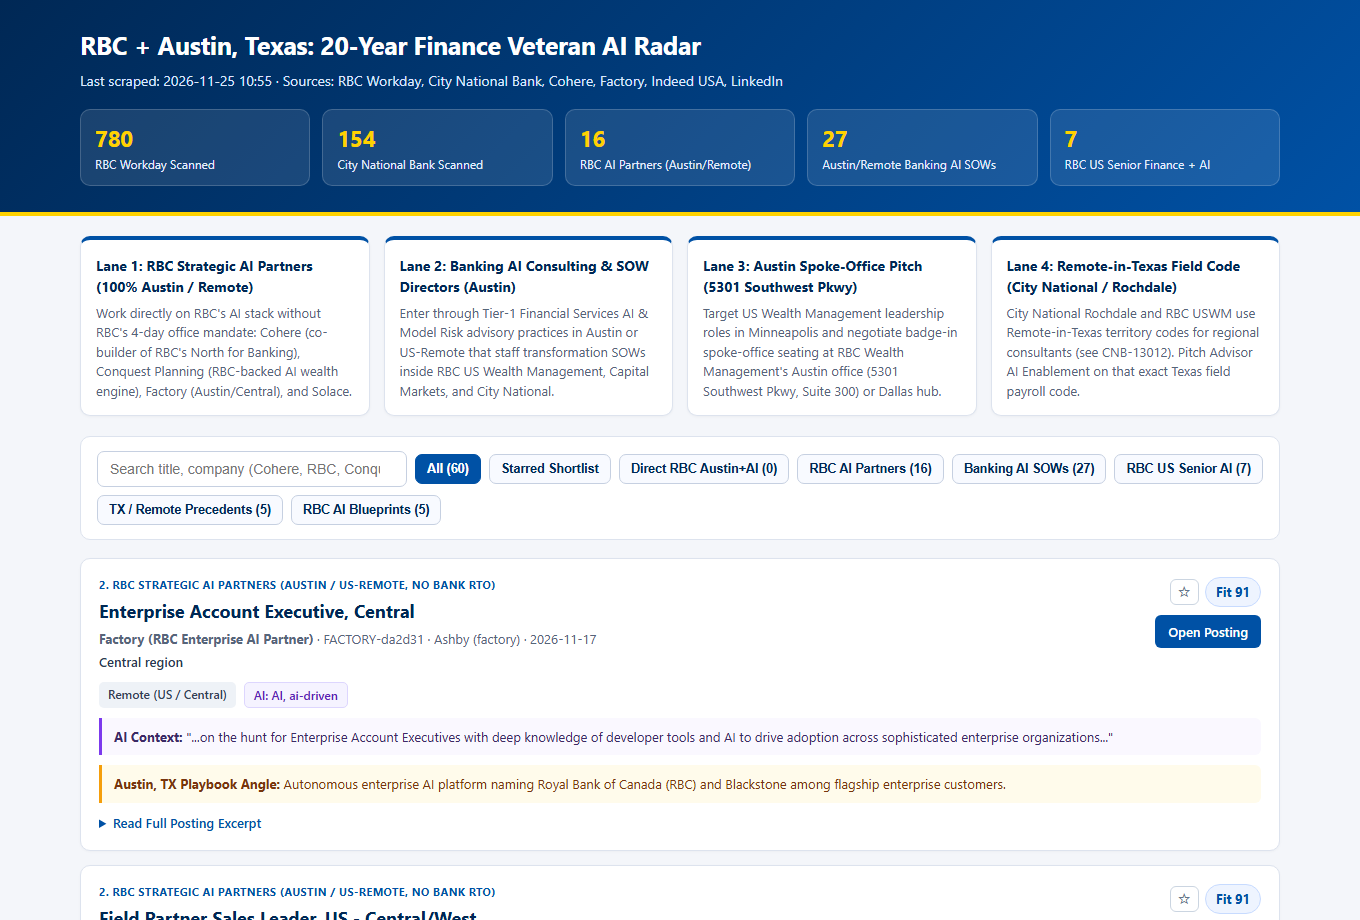 RBC + Austin, Texas: 20-Year Finance Veteran AI Radar
Last scraped: 2026-11-25 10:55 · Sources: RBC Workday, City National Bank, Cohere, Factory, Indeed USA, LinkedIn
780
RBC Workday Scanned
154
City National Bank Scanned
16
RBC AI Partners (Austin/Remote)
27
Austin/Remote Banking AI SOWs
7
RBC US Senior Finance + AI
Lane 1: RBC Strategic AI Partners
(100% Austin / Remote)
Work directly on RBC's AI stack without
RBC's 4-day office mandate: Cohere (co-
builder of RBC's North for Banking),
Conquest Planning (RBC-backed AI wealth
engine), Factory (Austin/Central), and Solace.
Lane 2: Banking AI Consulting & SOW
Directors (Austin)
Enter through Tier-1 Financial Services AI &
Model Risk advisory practices in Austin or
US-Remote that staff transformation SOWs
inside RBC US Wealth Management, Capital
Markets, and City National.
Lane 3: Austin Spoke-Office Pitch
(5301 Southwest Pkwy)
Target US Wealth Management leadership
roles in Minneapolis and negotiate badge-in
spoke-office seating at RBC Wealth
Management's Austin office (5301
Southwest Pkwy, Suite 300) or Dallas hub.
Lane 4: Remote-in-Texas Field Code
(City National / Rochdale)
City National Rochdale and RBC USWM use
Remote-in-Texas territory codes for regional
consultants (see CNB-13012). Pitch Advisor
AI Enablement on that exact Texas field
payroll code.
Search title, company (Cohere, RBC, Conqu
All (60)
Starred Shortlist
Direct RBC Austin+AI (0)
RBC AI Partners (16)
Banking AI SOWs (27)
RBC US Senior AI (7)
TX / Remote Precedents (5)
RBC AI Blueprints (5)
2. RBC STRATEGIC AI PARTNERS (AUSTIN / US-REMOTE, NO BANK RTO)
☆ Fit 91
Enterprise Account Executive, Central
Open Posting
Factory (RBC Enterprise AI Partner) · FACTORY-da2d31 · Ashby (factory) · 2026-11-17
Central region
Remote (US / Central)
AI: AI, ai-driven
AI Context: "...on the hunt for Enterprise Account Executives with deep knowledge of developer tools and AI to drive adoption across sophisticated enterprise organizations..."
Austin, TX Playbook Angle: Autonomous enterprise AI platform naming Royal Bank of Canada (RBC) and Blackstone among flagship enterprise customers.
▶ Read Full Posting Excerpt
2. RBC STRATEGIC AI PARTNERS (AUSTIN / US-REMOTE, NO BANK RTO)
☆ Fit 91
Field Partner Sales Leader, US - Central/West